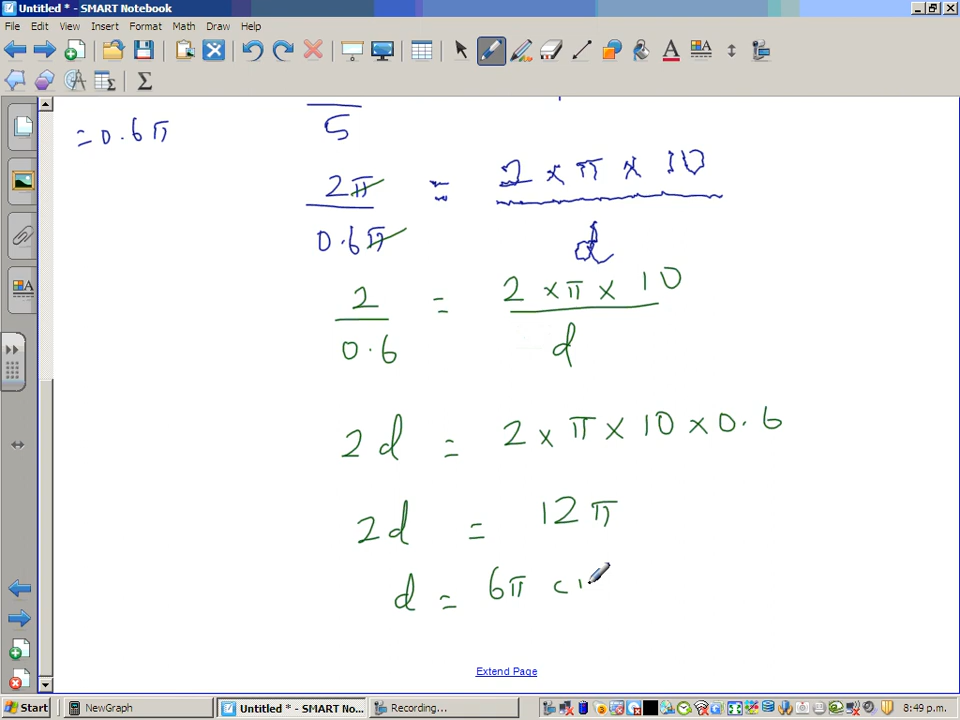 Untitled * - SMART Notebook
File Edit View Insert Format Math Draw Help
= 0.6π
5
2π / 0.6π = 2 × π × 10 / d
2 / 0.6 = 2 × π × 10 / d
2d = 2 × π × 10 × 0.6
2d = 12π
d = 6π
Extend Page
Start NewGraph Untitled * - SMART No... Recording... 8:49 p.m.